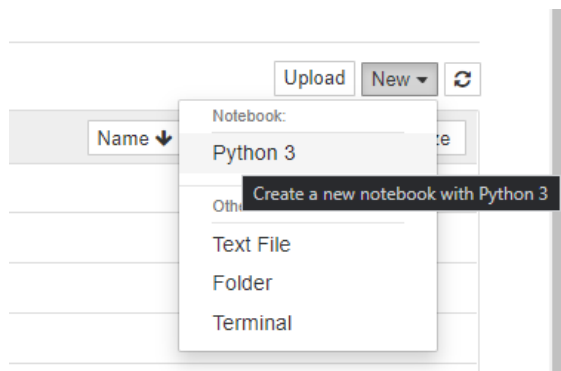 Upload New
Notebook:
Name
Python 3
Create a new notebook with Python 3
Text File
Folder
Terminal